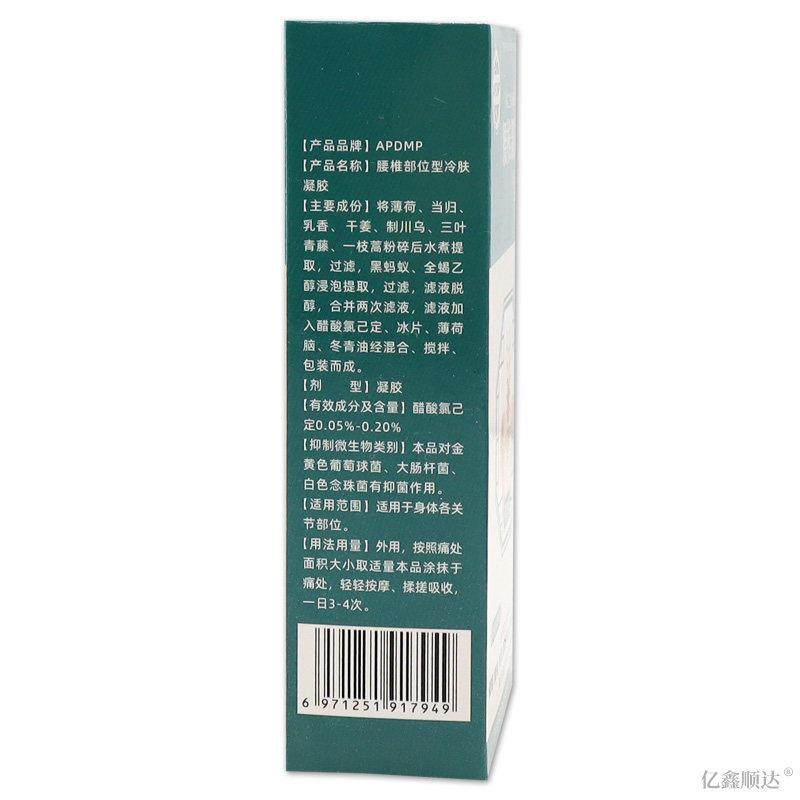 【产品品牌】APDMP
【产品名称】腰椎部位型冷肤
凝胶
【主要成份】将薄荷、当归、
乳香、干姜、制川乌、三叶
青藤、一枝蒿粉碎后水煮提
取，过滤，黑蚂蚁、全蝎乙
醇浸泡提取，过滤，滤液脱
醇，合并两次滤液，滤液加
入醋酸氯己定、冰片、薄荷
脑、冬青油经混合、搅拌、
包装而成。
【剂　　型】凝胶
【有效成分及含量】醋酸氯己
定0.05%-0.20%
【抑制微生物类别】本品对金
黄色葡萄球菌、大肠杆菌、
白色念珠菌有抑菌作用。
【适用范围】适用于身体各关
节部位。
【用法用量】外用，按照痛处
面积大小取适量本品涂抹于
痛处，轻轻按摩、揉搓吸收，
一日3-4次。
6 971251 917949
亿鑫顺达®